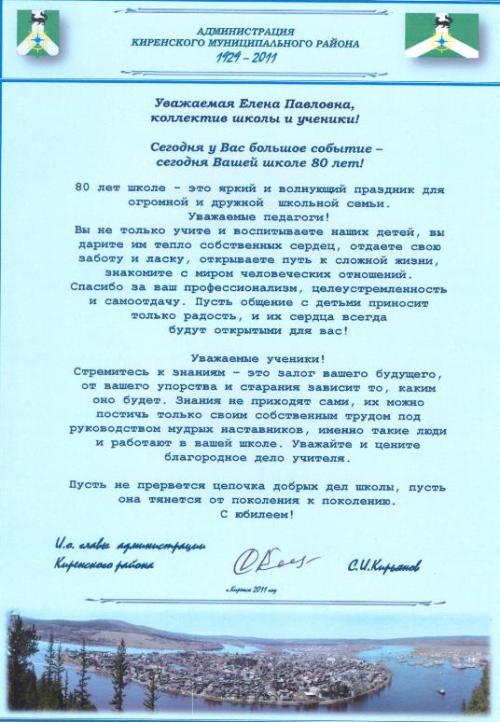 АДМИНИСТРАЦИЯ
КИРЕНСКОГО МУНИЦИПАЛЬНОГО РАЙОНА
1929 – 2011
Уважаемая Елена Павловна,
коллектив школы и ученики!
Сегодня у Вас большое событие –
сегодня Вашей школе 80 лет!
80 лет школе – это яркий и волнующий праздник для
огромной и дружной школьной семьи.
Уважаемые педагоги!
Вы не только учите и воспитываете наших детей, вы
дарите им тепло собственных сердец, отдаете свою
заботу и ласку, открываете путь к сложной жизни,
знакомите с миром человеческих отношений.
Спасибо за ваш профессионализм, целеустремленность
и самоотдачу. Пусть общение с детьми приносит
только радость, и их сердца всегда
будут открытыми для вас!
Уважаемые ученики!
Стремитесь к знаниям – это залог вашего будущего,
от вашего упорства и старания зависит то, каким
оно будет. Знания не приходят сами, их можно
постичь только своим собственным трудом под
руководством мудрых наставников, именно такие люди
и работают в вашей школе. Уважайте и цените
благородное дело учителя.
Пусть не прервется цепочка добрых дел школы, пусть
она тянется от поколения к поколению.
С юбилеем!
И.о. главы администрации
Киренского района
С.И.Кирьянов
г.Киренск 2011 год